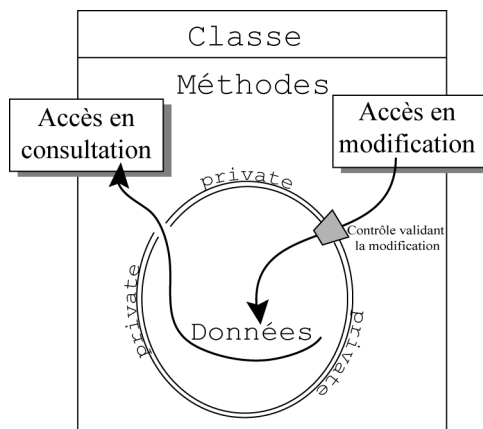 Classe
Méthodes
Accès en
consultation
Accès en
modification
private
Contrôle validant
la modification
private
Données
private